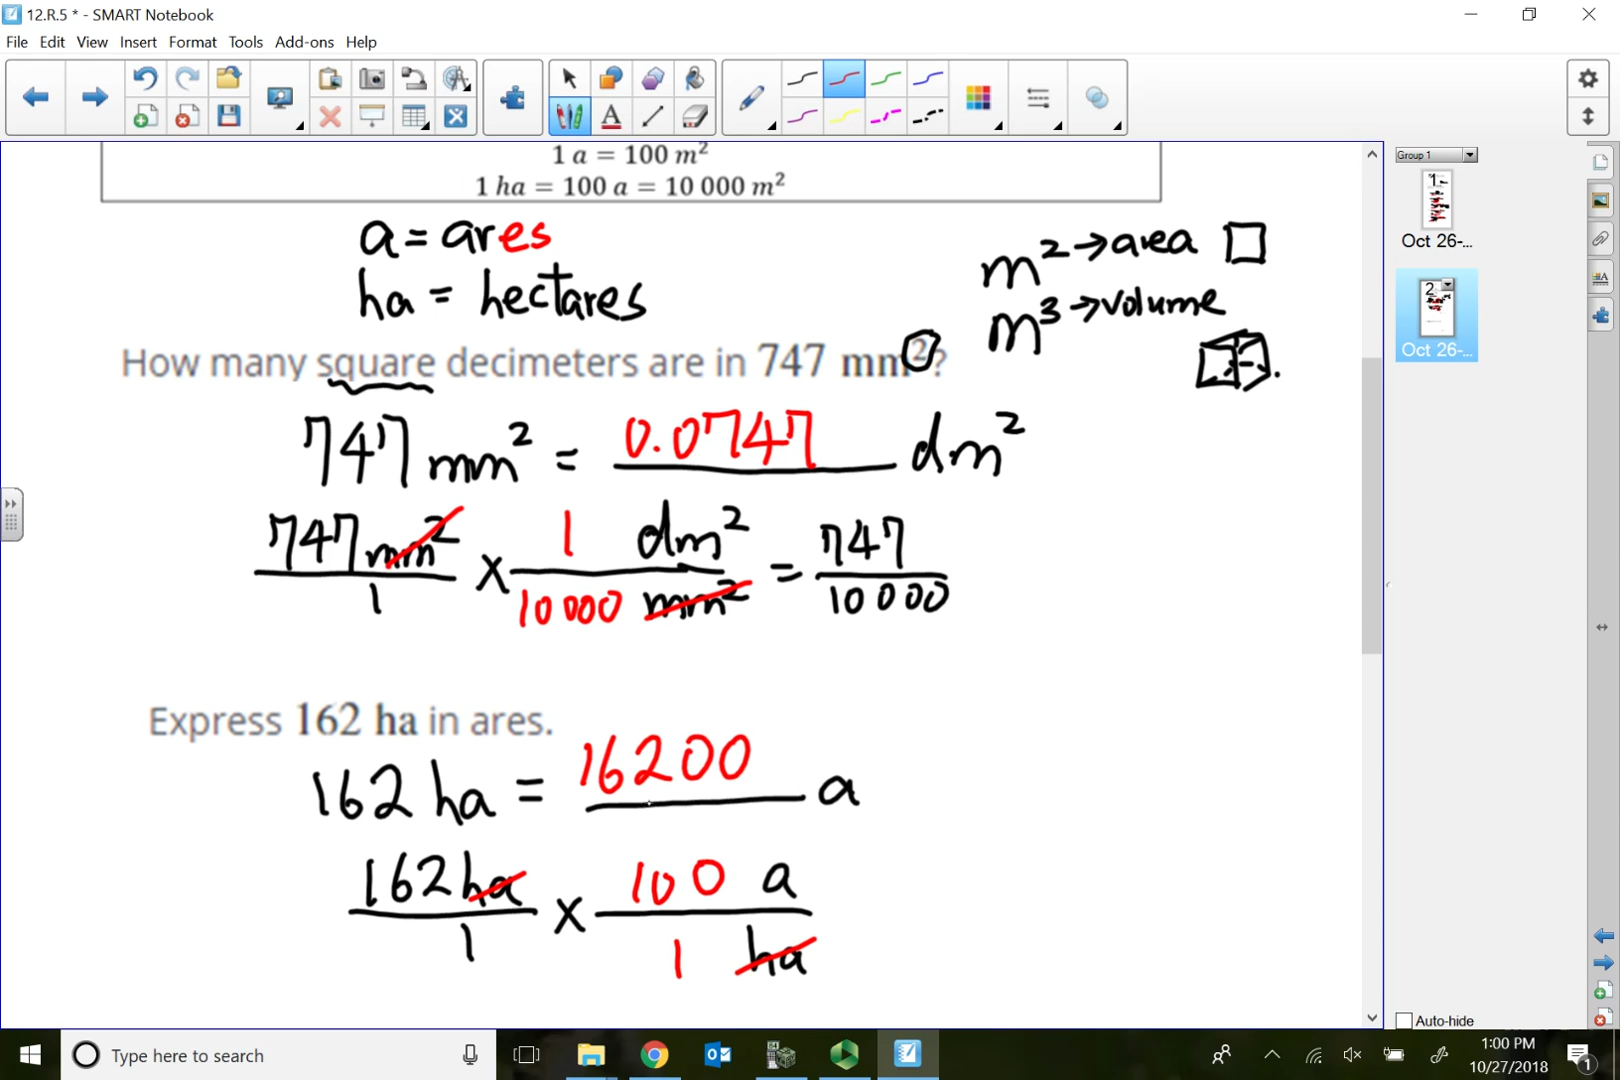 12.R.5 * - SMART Notebook
File Edit View Insert Format Tools Add-ons Help
1 a = 100 m²
1 ha = 100 a = 10 000 m²
a = ares
ha = hectares
m² → area
m³ → volume
How many square decimeters are in 747 mm²?
747 mm² = 0.0747 dm²
747 mm² / 1 × 1 dm² / 10 000 mm² = 747 / 10 000
Express 162 ha in ares.
162 ha = 16200 a
162 ha / 1 × 100 a / 1 ha
Group 1
1
Oct 26-...
2
Oct 26-...
Auto-hide
Type here to search
1:00 PM
10/27/2018
1